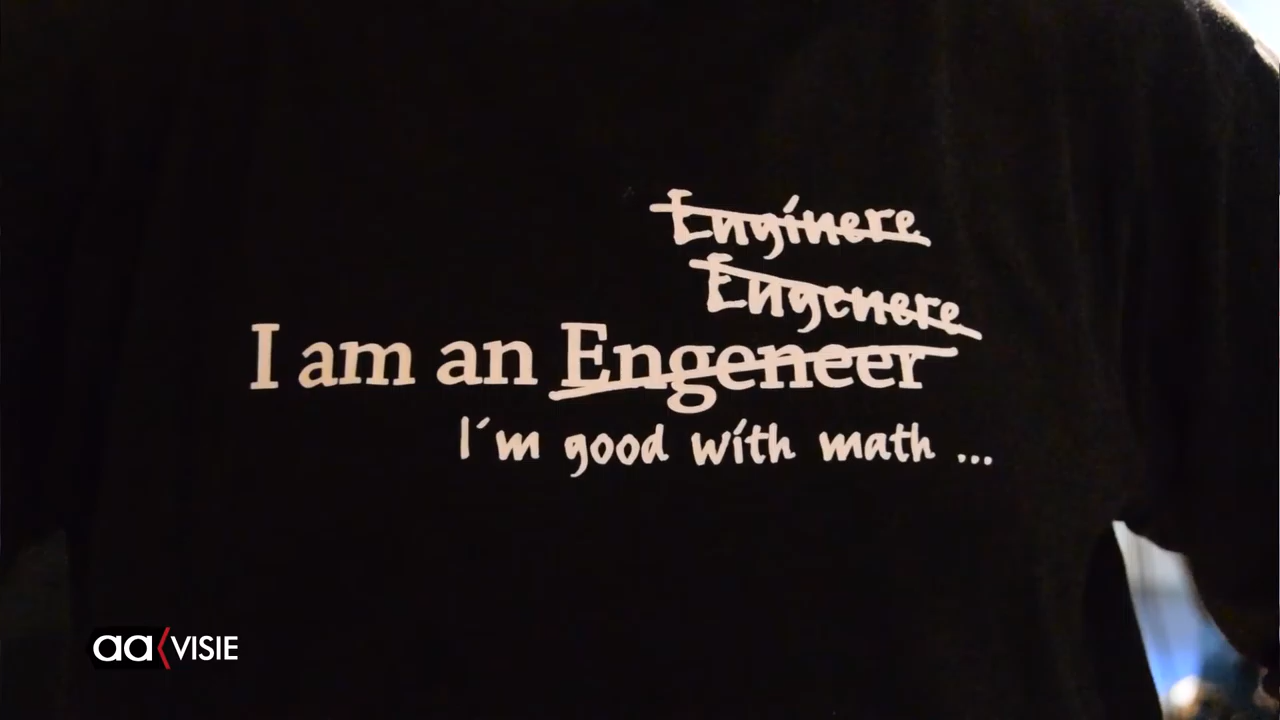 Enginere
Engenere
I am an Engeneer
I´m good with math ...
aa VISIE